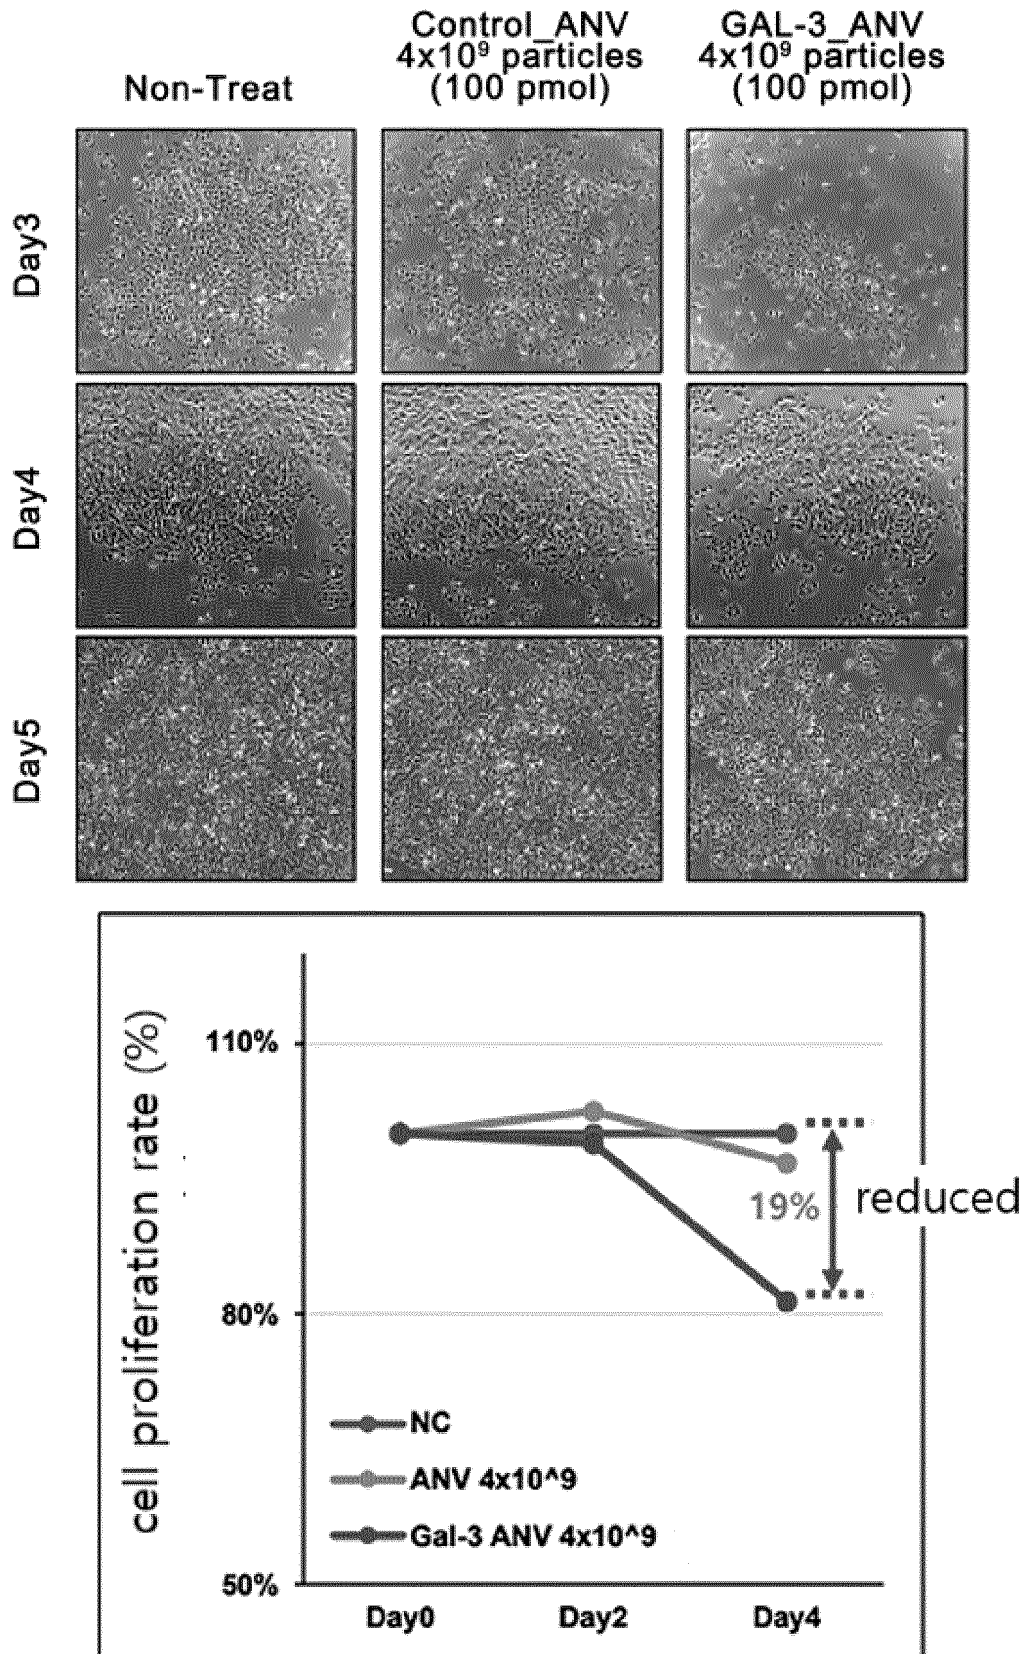 Non-Treat
Control_ANV
4x10⁹ particles
(100 pmol)
GAL-3_ANV
4x10⁹ particles
(100 pmol)
Day3
Day4
Day5
cell proliferation rate (%)
110%
80%
50%
19%
reduced
NC
ANV 4x10^9
Gal-3 ANV 4x10^9
Day0 Day2 Day4